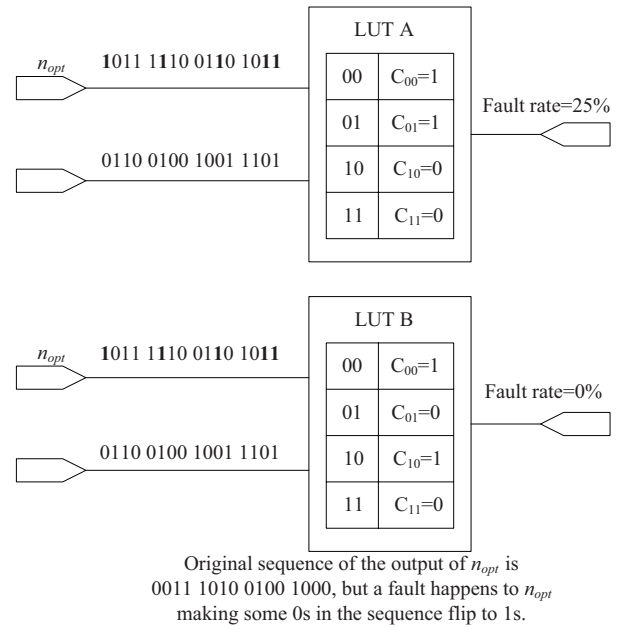 LUT A
n_opt
1011 1110 0110 1011
00 C00=1
01 C01=1
10 C10=0
11 C11=0
0110 0100 1001 1101
Fault rate=25%
LUT B
n_opt
1011 1110 0110 1011
00 C00=1
01 C01=0
10 C10=1
11 C11=0
0110 0100 1001 1101
Fault rate=0%
Original sequence of the output of n_opt is
0011 1010 0100 1000, but a fault happens to n_opt
making some 0s in the sequence flip to 1s.